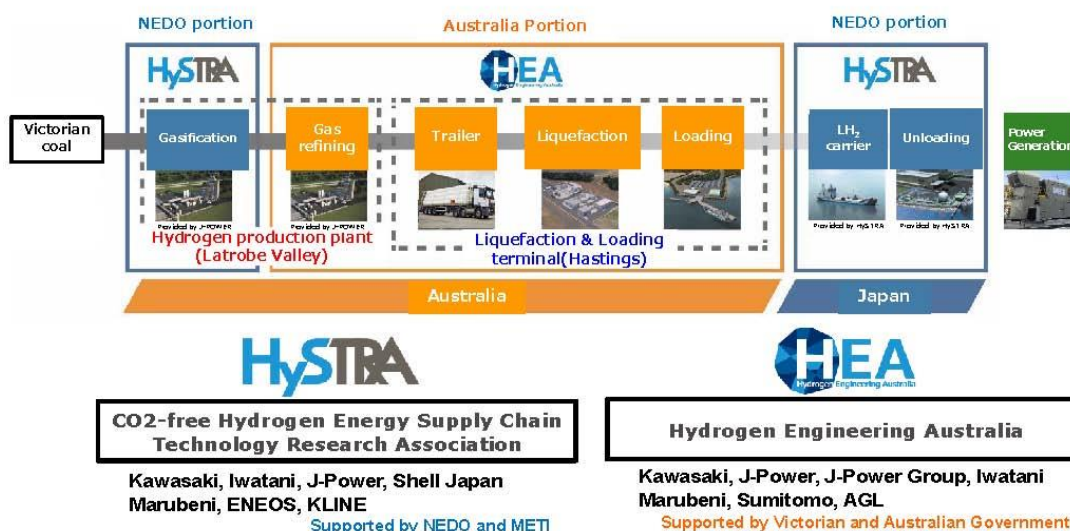 NEDO portion
Australia Portion
NEDO portion
HySTRA
HEA
Hydrogen Engineering Australia
HySTRA
Victorian
coal
Gasification
Gas
refining
Trailer
Liquefaction
Loading
LH₂
carrier
Unloading
Power
Generation
Provided by J-POWER
Provided by J-POWER
Provided by HySTRA
Provided by HySTRA
Hydrogen production plant
(Latrobe Valley)
Liquefaction & Loading
terminal(Hastings)
Australia
Japan
HySTRA
HEA
Hydrogen Engineering Australia
CO2-free Hydrogen Energy Supply Chain
Technology Research Association
Hydrogen Engineering Australia
Kawasaki, Iwatani, J-Power, Shell Japan
Marubeni, ENEOS, KLINE
Supported by NEDO and METI
Kawasaki, J-Power, J-Power Group, Iwatani
Marubeni, Sumitomo, AGL
Supported by Victorian and Australian Government